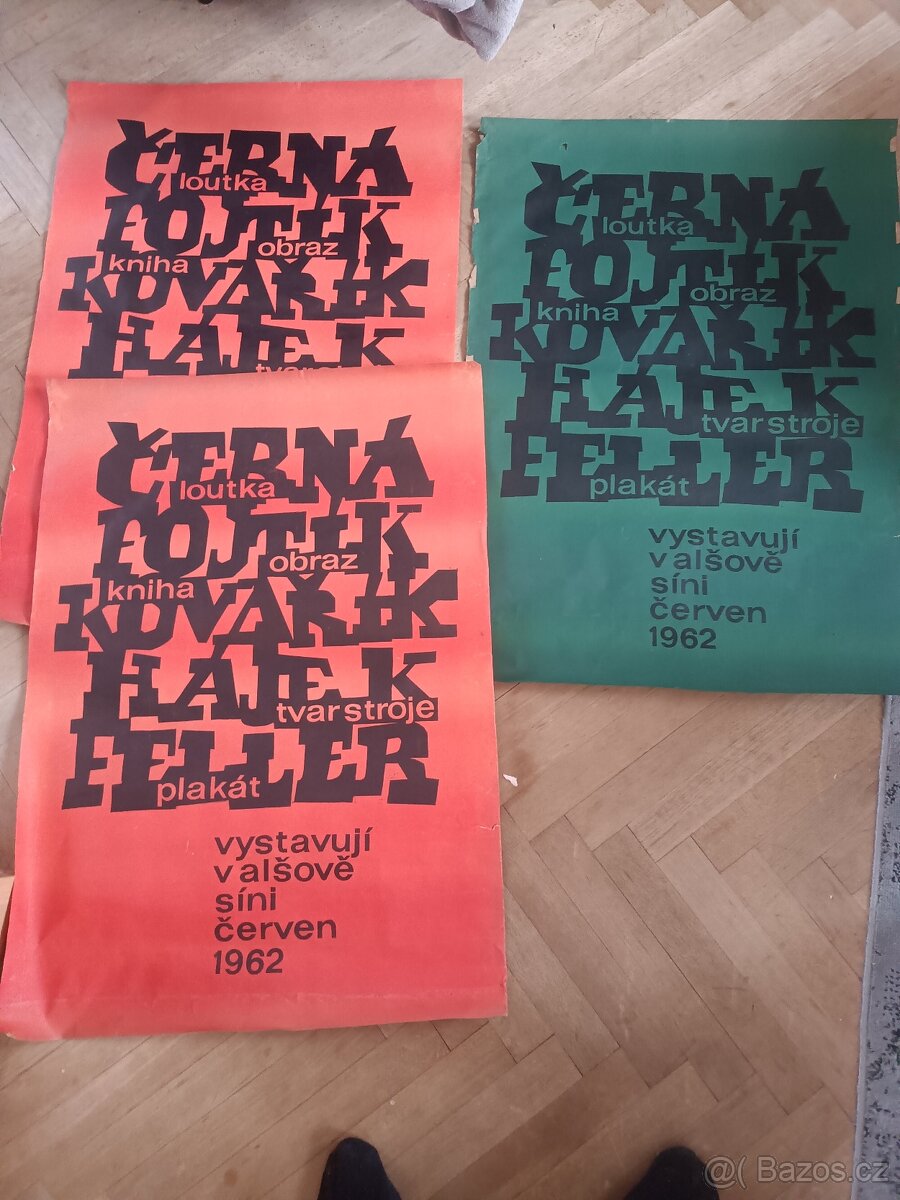 ČERNÁ
loutka
FOJTÍK
obraz
kniha
KOVAŘÍK
HÁJEK
ČERNÁ
loutka
FOJTÍK
obraz
kniha
KOVAŘÍK
HÁJEK
tvar stroje
FELLER
plakát
vystavují
v alšově
síni
červen
1962
ČERNÁ
loutka
FOJTÍK
obraz
kniha
KOVAŘÍK
HÁJEK
tvar stroje
FELLER
plakát
vystavují
v alšově
síni
červen
1962
@( Bazos.cz